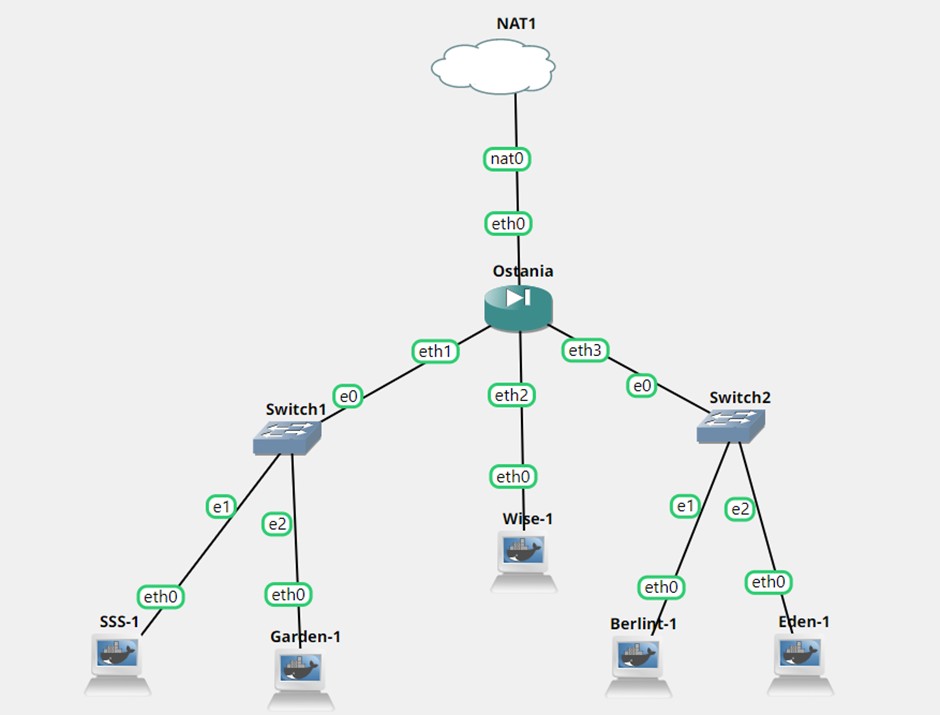 NAT1
nat0
eth0
Ostania
eth1
eth3
e0
e0
eth2
Switch1
Switch2
eth0
e1
e2
Wise-1
e1
e2
eth0
eth0
eth0
eth0
SSS-1
Garden-1
Berlint-1
Eden-1